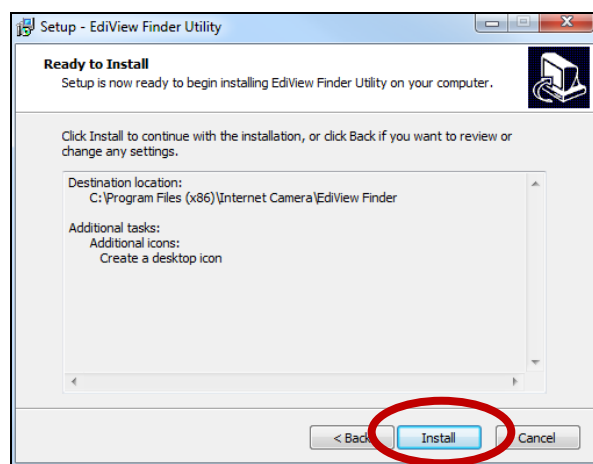 Setup - EdiView Finder Utility
Ready to Install
Setup is now ready to begin installing EdiView Finder Utility on your computer.
Click Install to continue with the installation, or click Back if you want to review or
change any settings.
Destination location:
C:\Program Files (x86)\Internet Camera\EdiView Finder
Additional tasks:
Additional icons:
Create a desktop icon
< Back Install Cancel